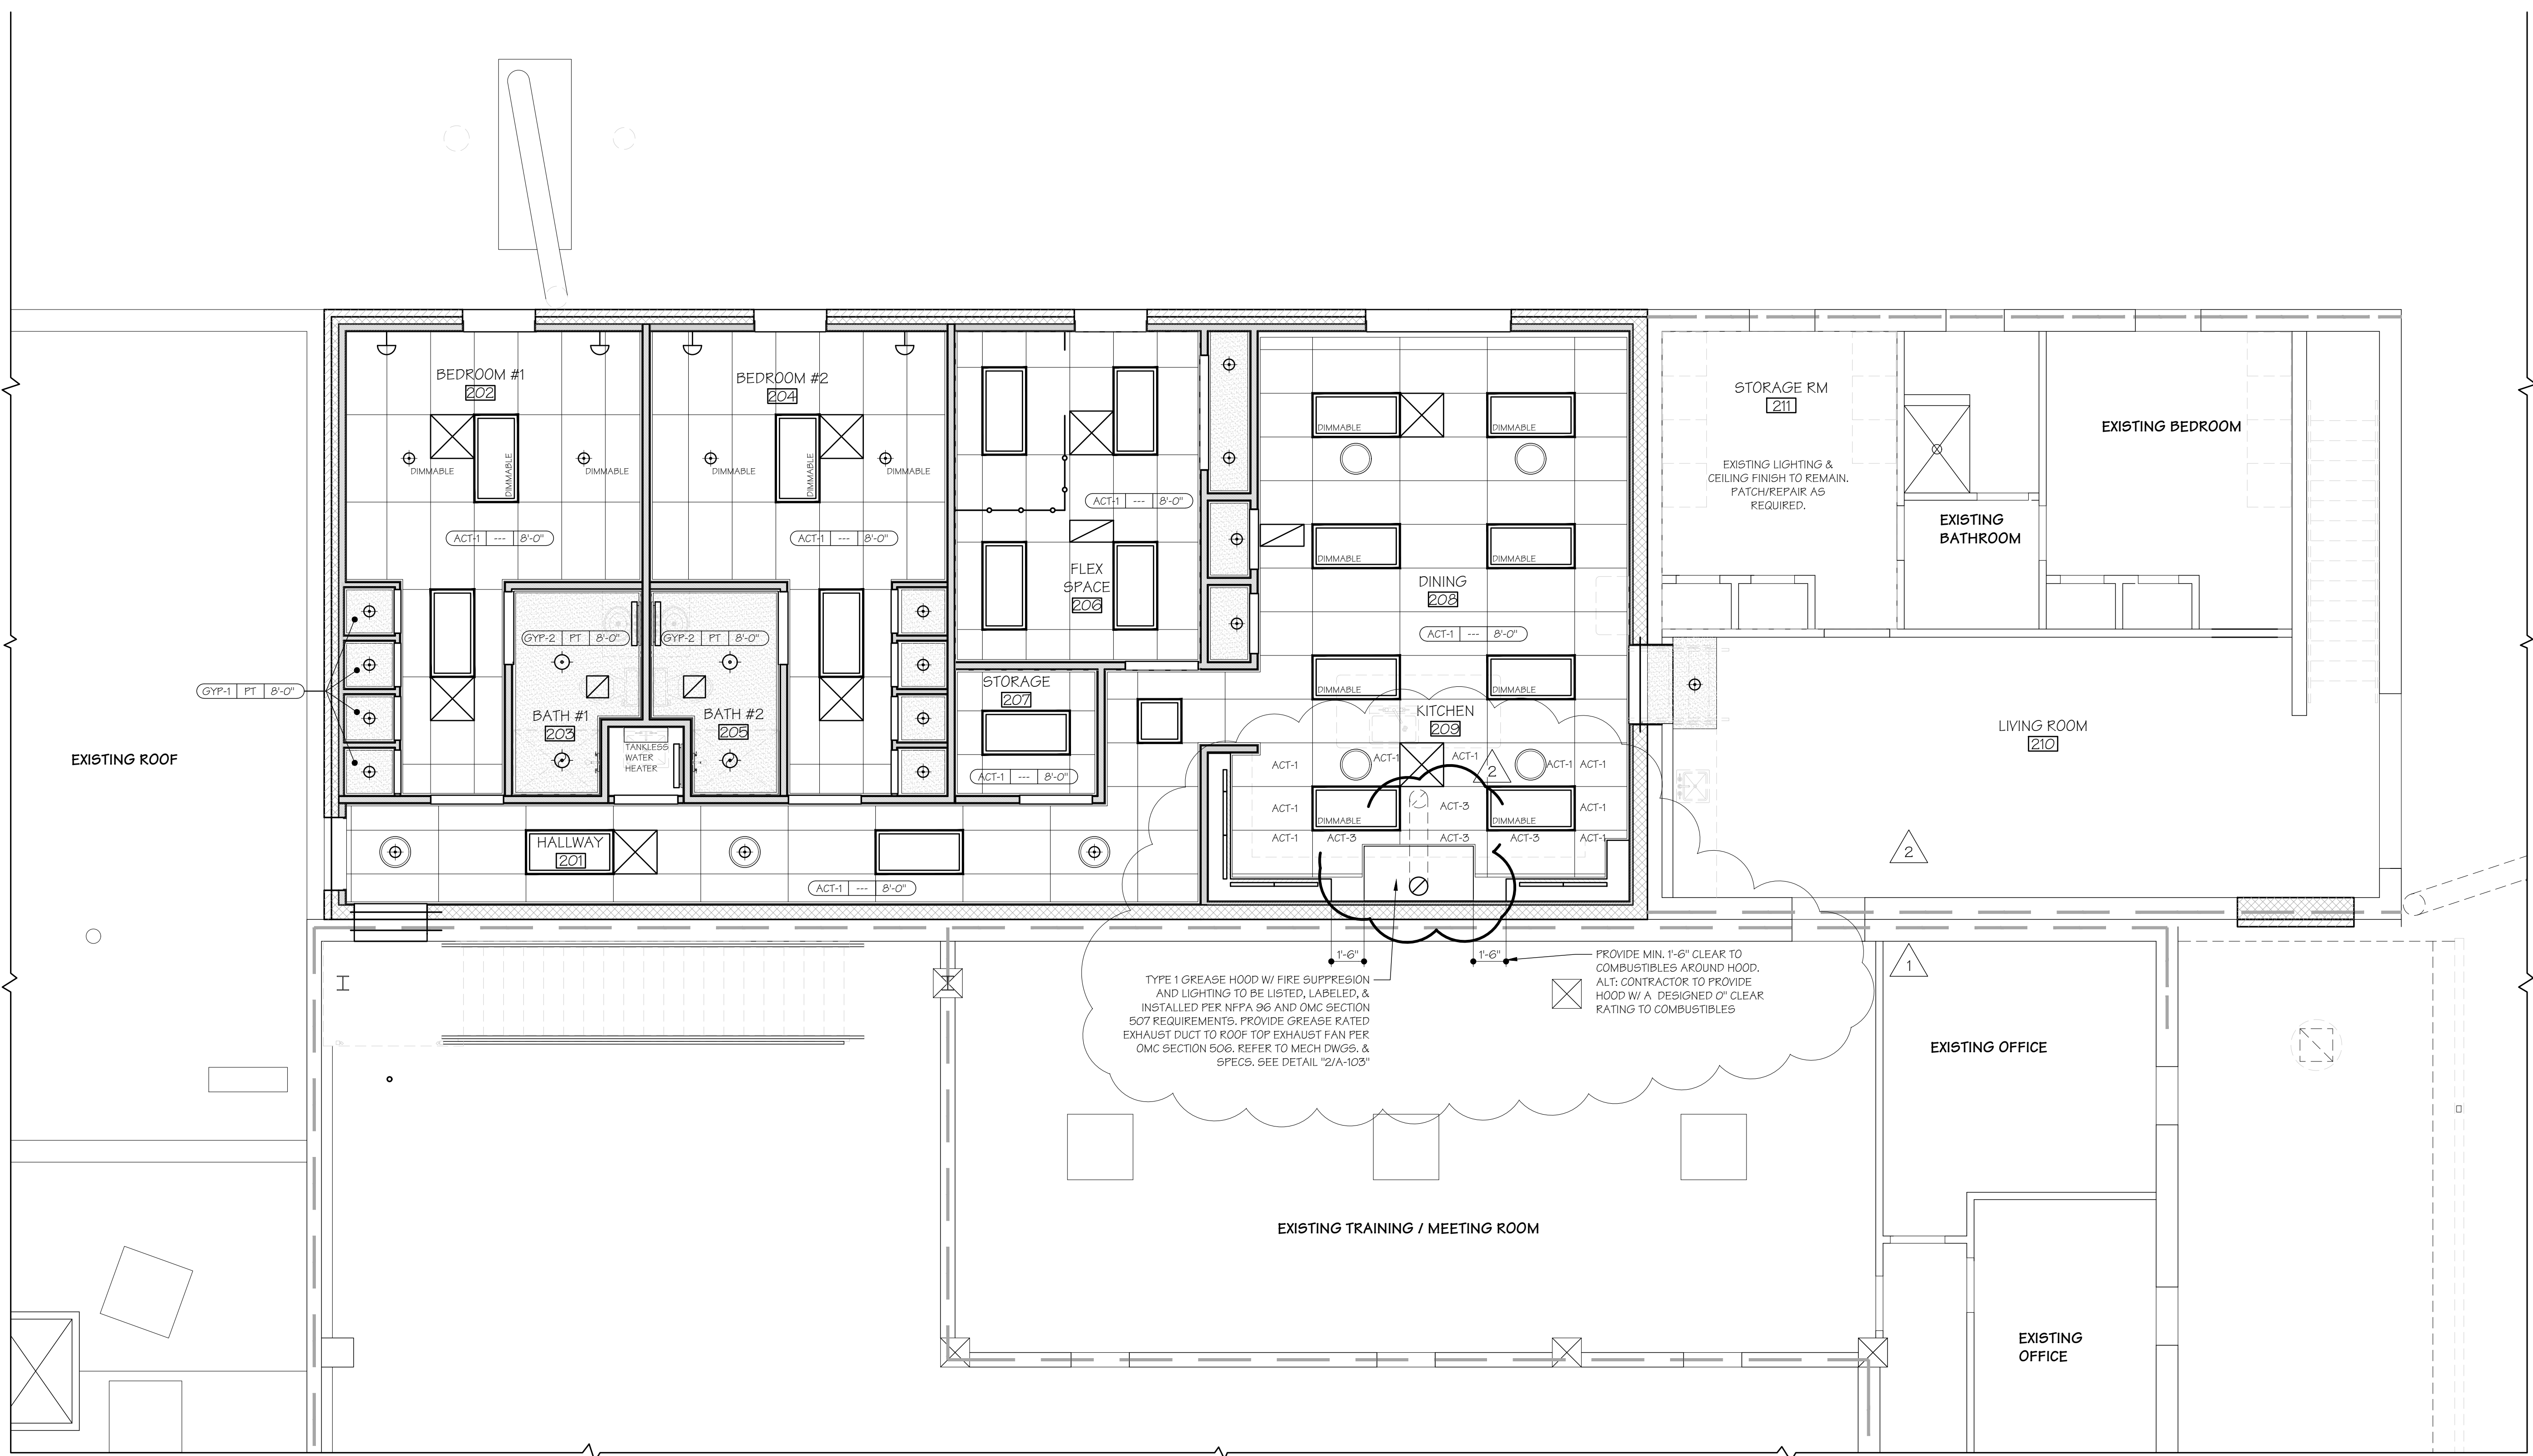 BEDROOM #1
202
BEDROOM #2
204
DIMMABLE
DIMMABLE
DIMMABLE
DIMMABLE
DIMMABLE
DIMMABLE
ACT-1 --- 8'-0"
ACT-1 --- 8'-0"
ACT-1 --- 8'-0"
FLEX
SPACE
206
DIMMABLE
DIMMABLE
DIMMABLE
DIMMABLE
DINING
208
ACT-1 --- 8'-0"
DIMMABLE
DIMMABLE
STORAGE RM
211
EXISTING LIGHTING &
CEILING FINISH TO REMAIN.
PATCH/REPAIR AS
REQUIRED.
EXISTING
BATHROOM
EXISTING BEDROOM
GYP-2 PT 8'-0"
GYP-2 PT 8'-0"
GYP-1 PT 8'-0"
BATH #1
203
BATH #2
205
TANKLESS
WATER
HEATER
STORAGE
207
ACT-1 --- 8'-0"
KITCHEN
209
ACT-1
ACT-1
ACT-1
2
ACT-1
ACT-1
ACT-1
DIMMABLE
ACT-3
DIMMABLE
ACT-1
ACT-1
ACT-3
ACT-3
ACT-3
ACT-1
LIVING ROOM
210
2
EXISTING ROOF
HALLWAY
201
ACT-1 --- 8'-0"
1'-6"
1'-6"
TYPE 1 GREASE HOOD W/ FIRE SUPPRESION
AND LIGHTING TO BE LISTED, LABELED, &
INSTALLED PER NFPA 96 AND OMC SECTION
507 REQUIREMENTS. PROVIDE GREASE RATED
EXHAUST DUCT TO ROOF TOP EXHAUST FAN PER
OMC SECTION 506. REFER TO MECH DWGS. &
SPECS. SEE DETAIL "2/A-103"
PROVIDE MIN. 1'-6" CLEAR TO
COMBUSTIBLES AROUND HOOD.
ALT: CONTRACTOR TO PROVIDE
HOOD W/ A DESIGNED 0" CLEAR
RATING TO COMBUSTIBLES
1
EXISTING OFFICE
EXISTING TRAINING / MEETING ROOM
EXISTING
OFFICE